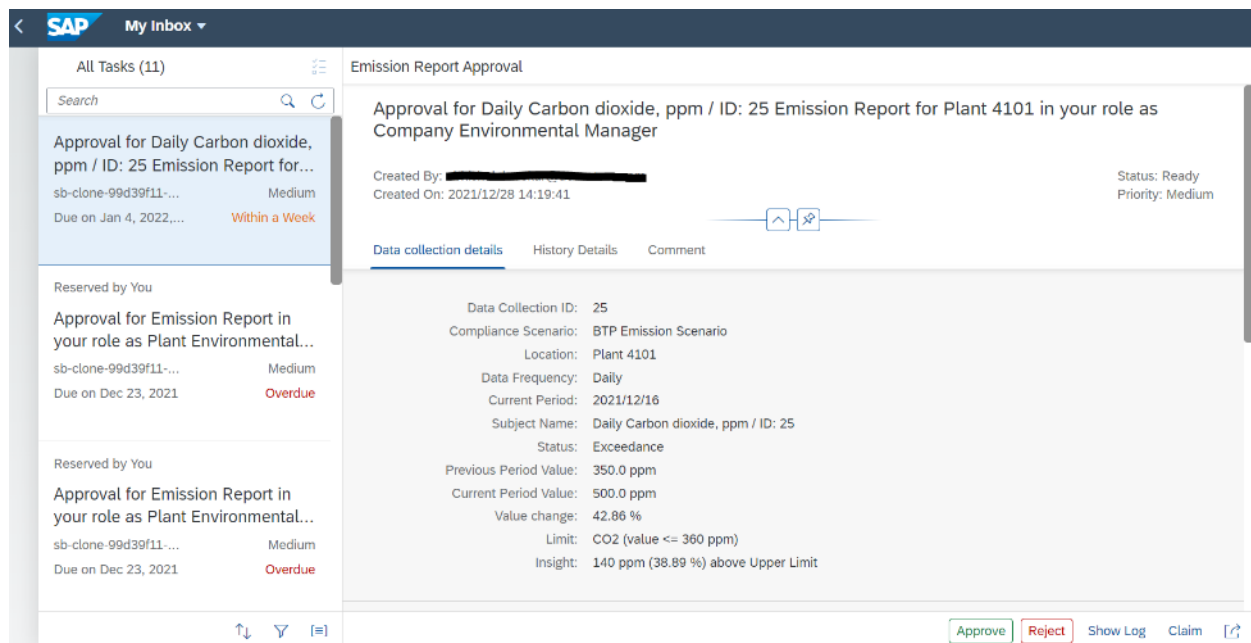 SAP My Inbox
All Tasks (11)
Search
Approval for Daily Carbon dioxide,
ppm / ID: 25 Emission Report for...
sb-clone-99d39f11-... Medium
Due on Jan 4, 2022,... Within a Week
Reserved by You
Approval for Emission Report in
your role as Plant Environmental...
sb-clone-99d39f11-... Medium
Due on Dec 23, 2021 Overdue
Reserved by You
Approval for Emission Report in
your role as Plant Environmental...
sb-clone-99d39f11-... Medium
Due on Dec 23, 2021 Overdue
Emission Report Approval
Approval for Daily Carbon dioxide, ppm / ID: 25 Emission Report for Plant 4101 in your role as
Company Environmental Manager
Created By:
Status: Ready
Created On: 2021/12/28 14:19:41
Priority: Medium
Data collection details History Details Comment
Data Collection ID: 25
Compliance Scenario: BTP Emission Scenario
Location: Plant 4101
Data Frequency: Daily
Current Period: 2021/12/16
Subject Name: Daily Carbon dioxide, ppm / ID: 25
Status: Exceedance
Previous Period Value: 350.0 ppm
Current Period Value: 500.0 ppm
Value change: 42.86 %
Limit: CO2 (value <= 360 ppm)
Insight: 140 ppm (38.89 %) above Upper Limit
Approve Reject Show Log Claim